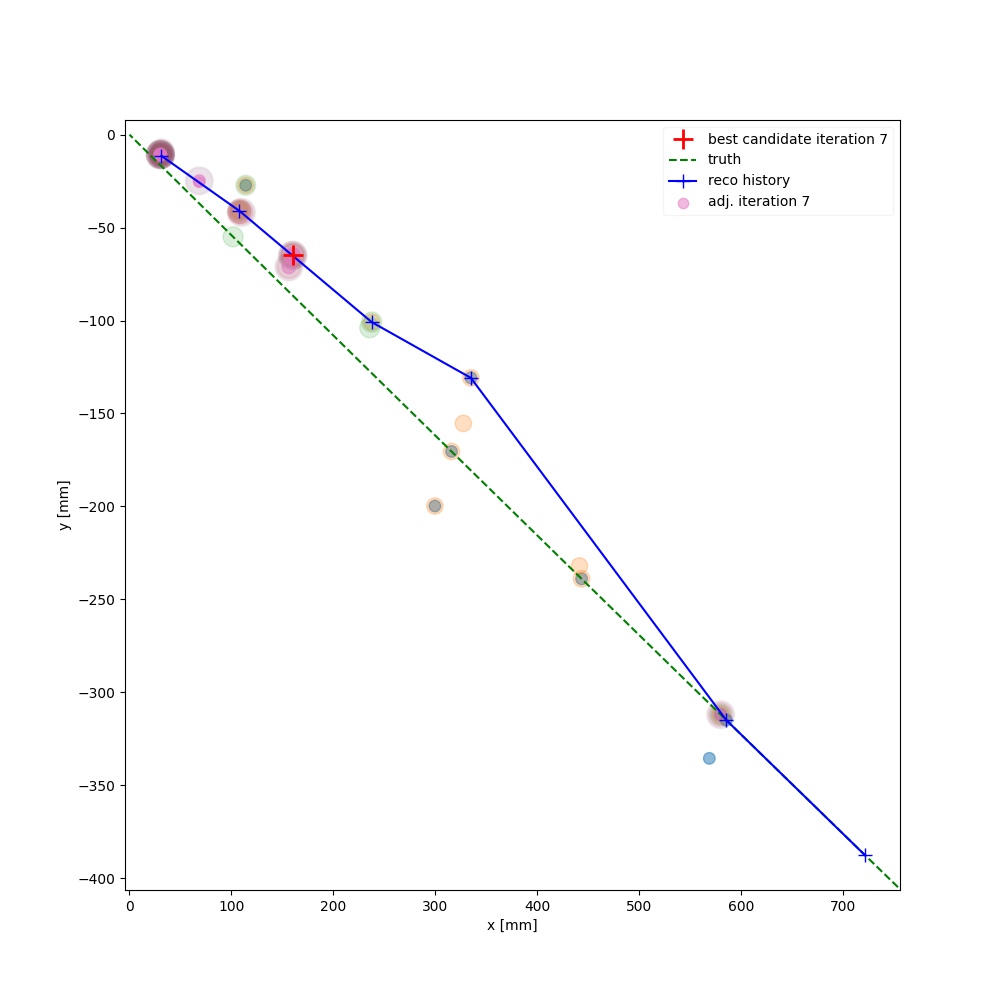 best candidate iteration 7
truth
reco history
adj. iteration 7
0
−50
−100
−150
−200
−250
−300
−350
−400
y [mm]
0 100 200 300 400 500 600 700
x [mm]